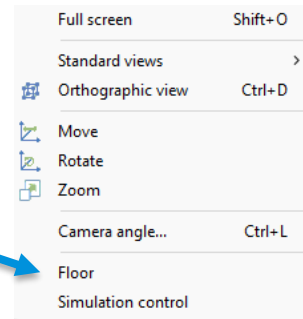 Full screen Shift+O
Standard views >
Orthographic view Ctrl+D
Move
Rotate
Zoom
Camera angle... Ctrl+L
Floor
Simulation control